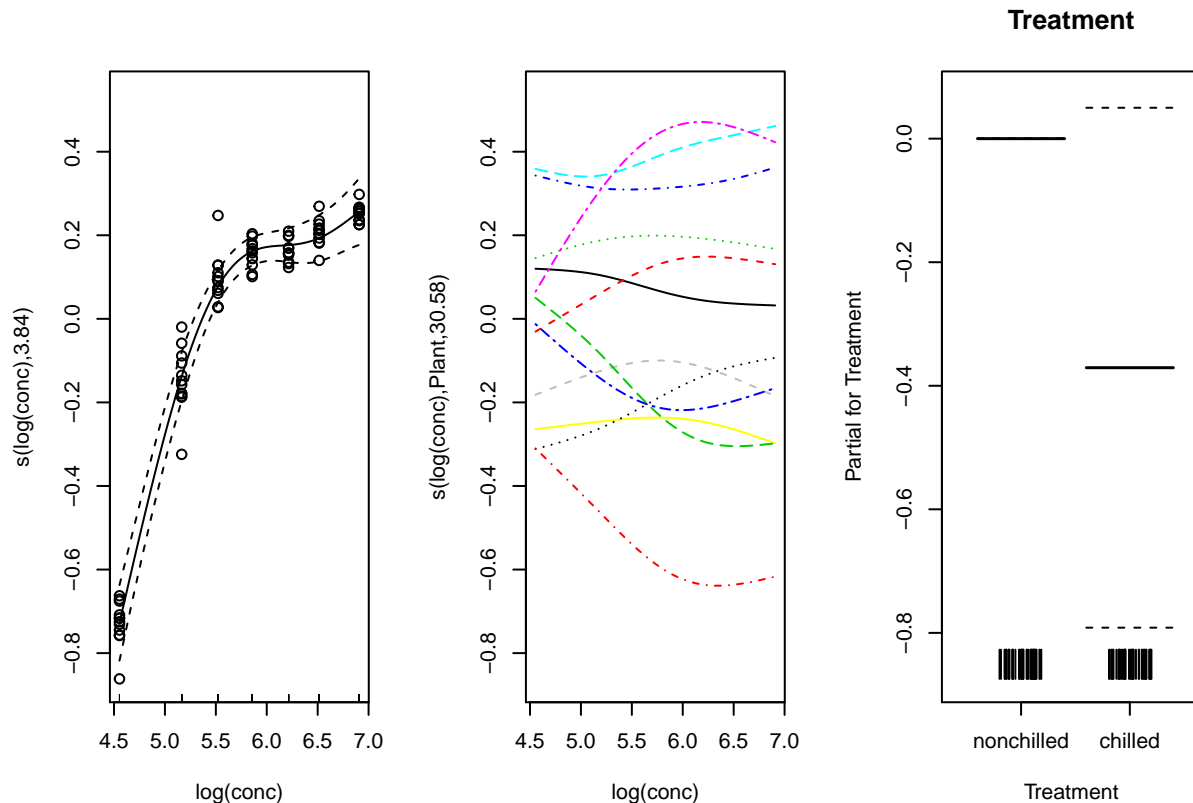 Treatment
s(log(conc),3.84)
0.4
0.2
0.0
−0.2
−0.4
−0.6
−0.8
4.5 5.0 5.5 6.0 6.5 7.0
log(conc)
s(log(conc),Plant,30.58)
0.4
0.2
0.0
−0.2
−0.4
−0.6
−0.8
4.5 5.0 5.5 6.0 6.5 7.0
log(conc)
Partial for Treatment
0.0
−0.2
−0.4
−0.6
−0.8
nonchilled chilled
Treatment